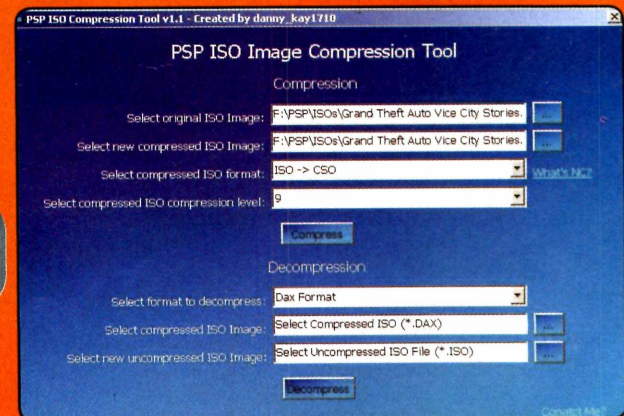 PSP ISO Compression Tool v1.1 - Created by danny_kay1710
PSP ISO Image Compression Tool
Compression
Select original ISO Image: F:\PSP\ISOs\Grand Theft Auto Vice City Stories. ...
Select new compressed ISO Image: F:\PSP\ISOs\Grand Theft Auto Vice City Stories. ...
Select compressed ISO format: ISO -> CSO What's NC?
Select compressed ISO compression level: 9
Compress
Decompression
Select format to decompress: Dax Format
Select compressed ISO Image: Select Compressed ISO (*.DAX) ...
Select new uncompressed ISO Image: Select Uncompressed ISO File (*.ISO) ...
Decompress
Contact Me?